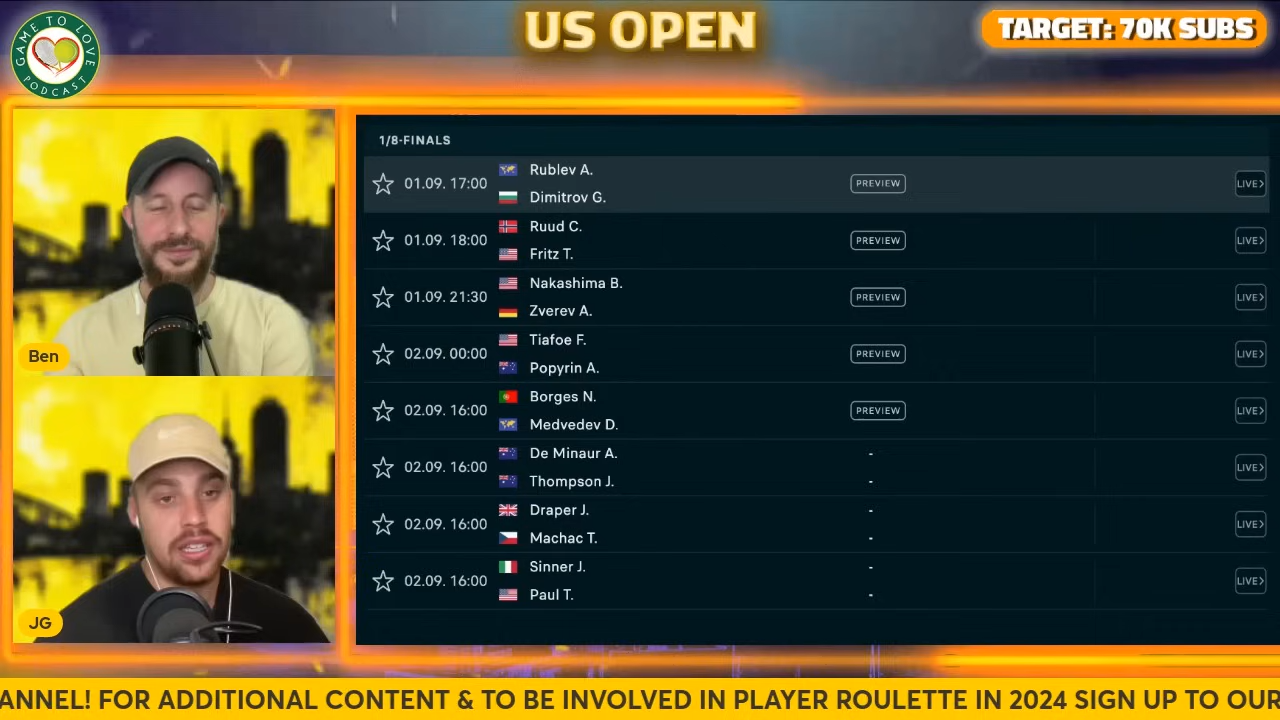 GAME TO LOVE
PODCAST
US OPEN
TARGET: 70K SUBS
Ben
JG
1/8-FINALS
01.09. 17:00 Rublev A. PREVIEW LIVE>
Dimitrov G.
01.09. 18:00 Ruud C. PREVIEW LIVE>
Fritz T.
01.09. 21:30 Nakashima B. PREVIEW LIVE>
Zverev A.
02.09. 00:00 Tiafoe F. PREVIEW LIVE>
Popyrin A.
02.09. 16:00 Borges N. PREVIEW LIVE>
Medvedev D.
02.09. 16:00 De Minaur A. - LIVE>
Thompson J. -
02.09. 16:00 Draper J. - LIVE>
Machac T. -
02.09. 16:00 Sinner J. - LIVE>
Paul T. -
ANNEL! FOR ADDITIONAL CONTENT & TO BE INVOLVED IN PLAYER ROULETTE IN 2024 SIGN UP TO OUR